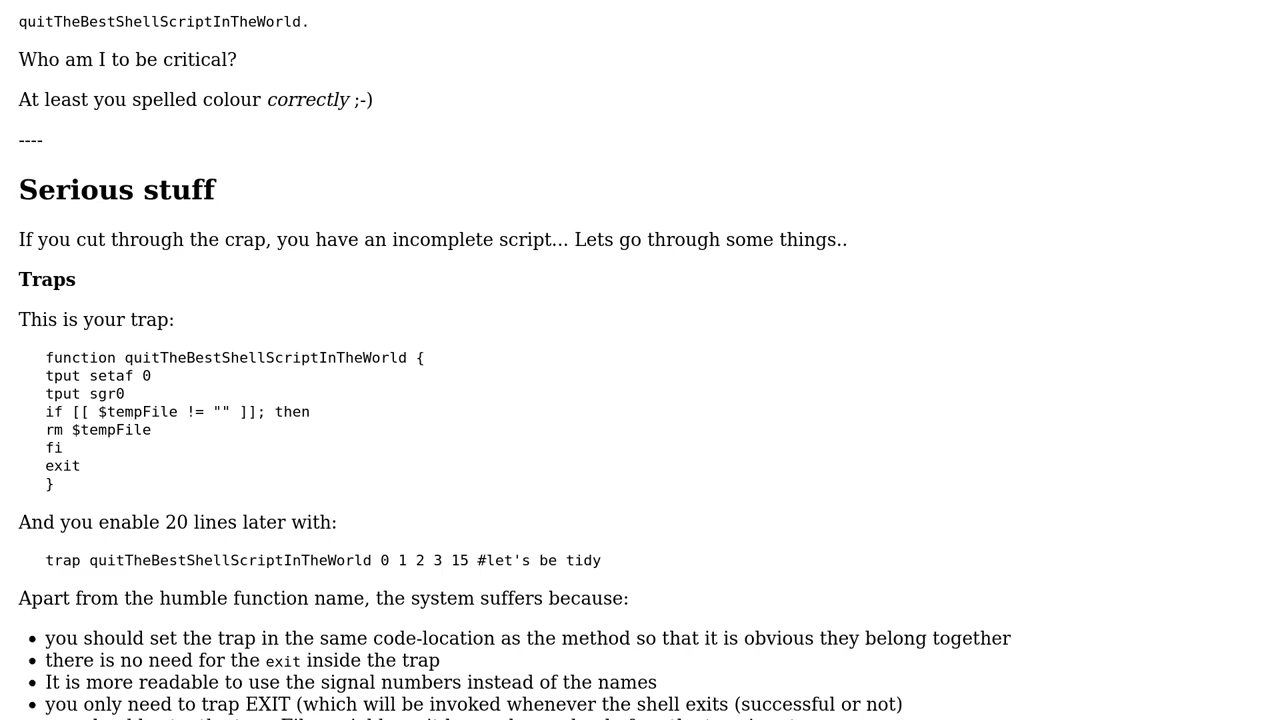 quitTheBestShellScriptInTheWorld.
Who am I to be critical?
At least you spelled colour correctly ;-)
----
Serious stuff
If you cut through the crap, you have an incomplete script... Lets go through some things..
Traps
This is your trap:
function quitTheBestShellScriptInTheWorld {
tput setaf 0
tput sgr0
if [[ $tempFile != "" ]]; then
rm $tempFile
fi
exit
}
And you enable 20 lines later with:
trap quitTheBestShellScriptInTheWorld 0 1 2 3 15 #let's be tidy
Apart from the humble function name, the system suffers because:
• you should set the trap in the same code-location as the method so that it is obvious they belong together
• there is no need for the exit inside the trap
• It is more readable to use the signal numbers instead of the names
• you only need to trap EXIT (which will be invoked whenever the shell exits (successful or not)